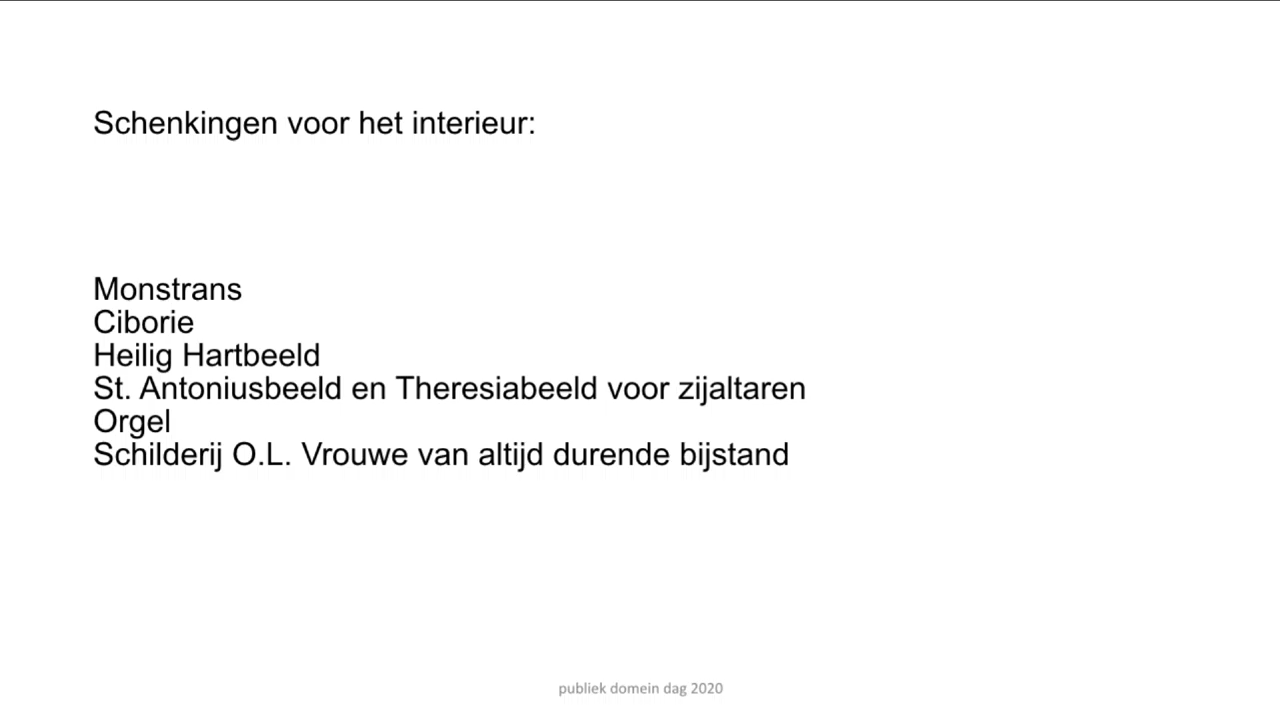 Schenkingen voor het interieur:
Monstrans
Ciborie
Heilig Hartbeeld
St. Antoniusbeeld en Theresiabeeld voor zijaltaren
Orgel
Schilderij O.L. Vrouwe van altijd durende bijstand
publiek domein dag 2020